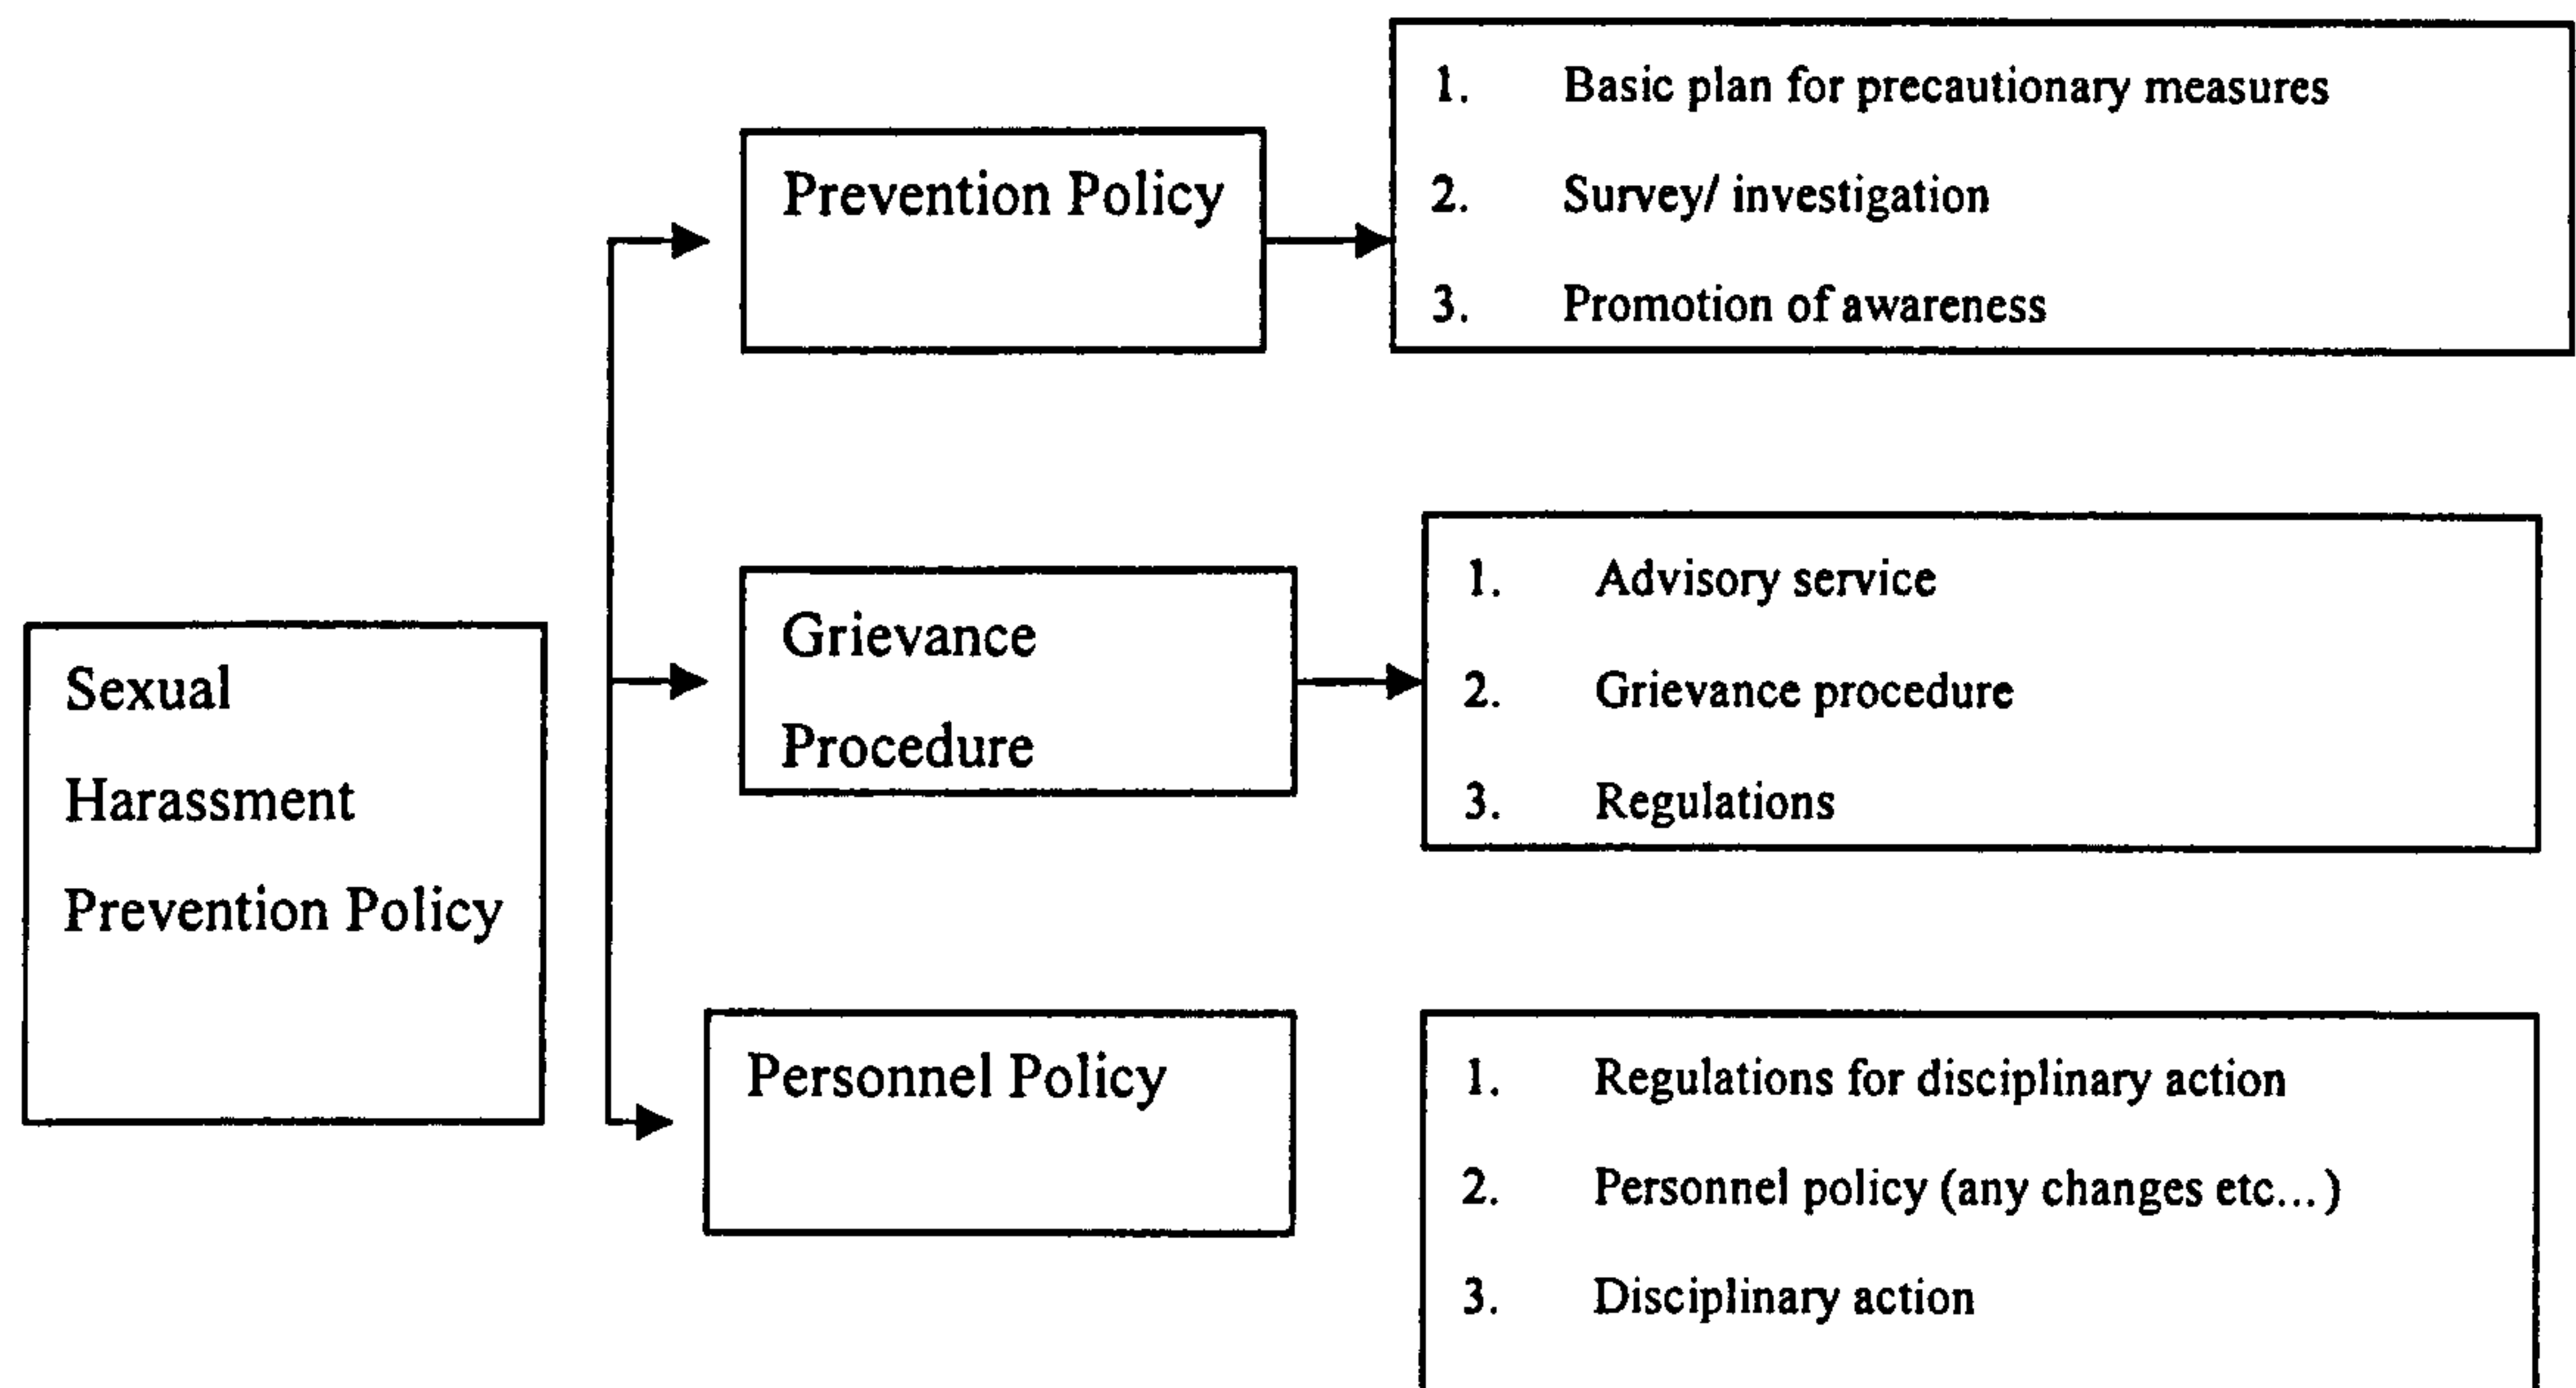 Prevention Policy
1. Basic plan for precautionary measures
2. Survey/ investigation
3. Promotion of awareness
Sexual
Harassment
Prevention Policy
Grievance
Procedure
1. Advisory service
2. Grievance procedure
3. Regulations
Personnel Policy
1. Regulations for disciplinary action
2. Personnel policy (any changes etc...)
3. Disciplinary action